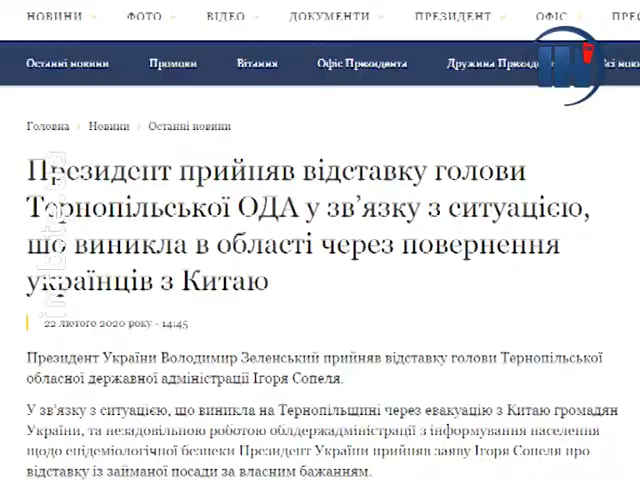 НОВИНИ ФОТО ВІДЕО ДОКУМЕНТИ ПРЕЗИДЕНТ ОФІС
Останні новини Промови Вітання Офіс Президента Дружина
Головна › Новини › Останні новини
Президент прийняв відставку голови
Тернопільської ОДА у зв’язку з ситуацією,
що виникла в області через повернення
українців з Китаю
22 лютого 2020 року - 14:45
Президент України Володимир Зеленський прийняв відставку голови Тернопільської
обласної державної адміністрації Ігоря Сопеля.
У зв’язку з ситуацією, що виникла на Тернопільщині через евакуацію з Китаю громадян
України, та незадовільною роботою облдержадміністрації з інформування населення
щодо епідеміологічної безпеки Президент України прийняв заяву Ігоря Сопеля про
відставку із займаної посади за власним бажанням.